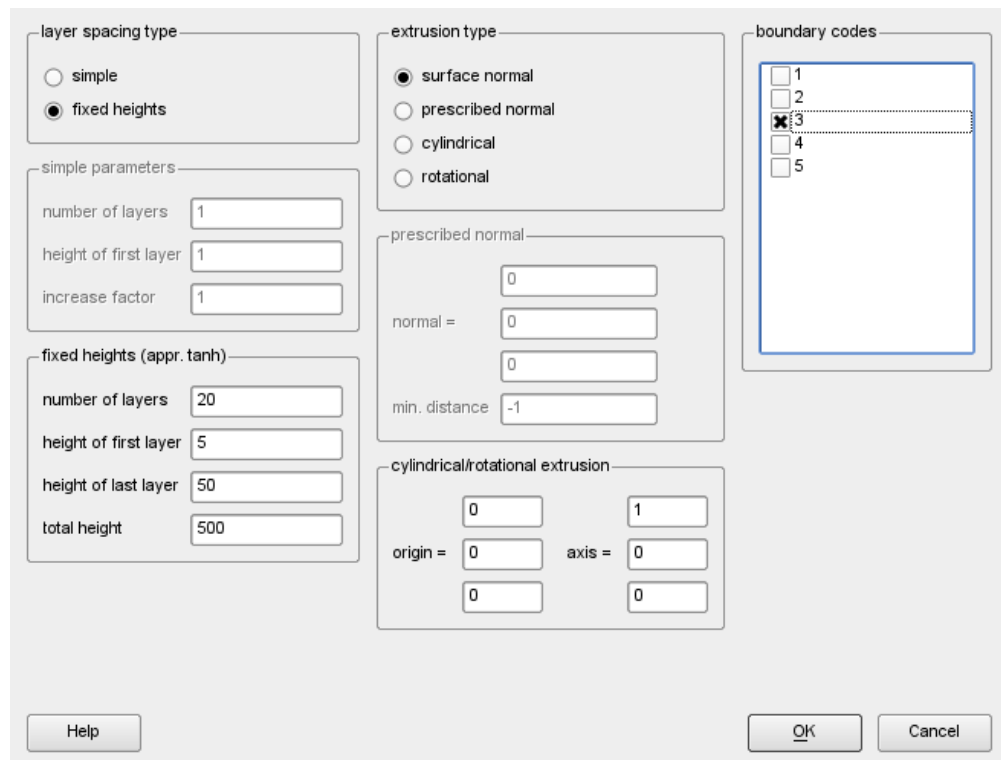 layer spacing type
simple
fixed heights
simple parameters
number of layers 1
height of first layer 1
increase factor 1
fixed heights (appr. tanh)
number of layers 20
height of first layer 5
height of last layer 50
total height 500
extrusion type
surface normal
prescribed normal
cylindrical
rotational
prescribed normal
0
normal = 0
0
min. distance -1
cylindrical/rotational extrusion
0 1
origin = 0 axis = 0
0 0
boundary codes
1
2
3
4
5
Help
OK
Cancel